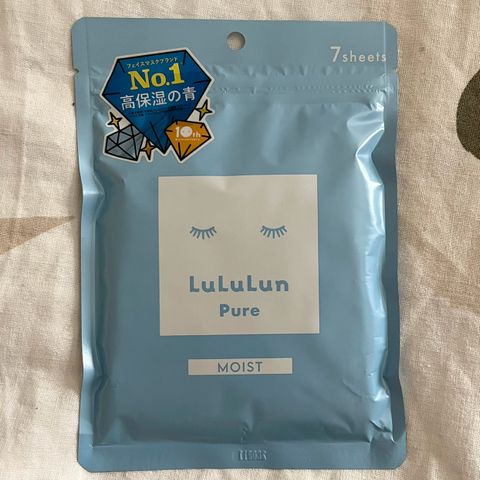 7sheets
フェイスマスクブランド
No.1
高保湿の青
10th
LuLuLun
Pure
MOIST